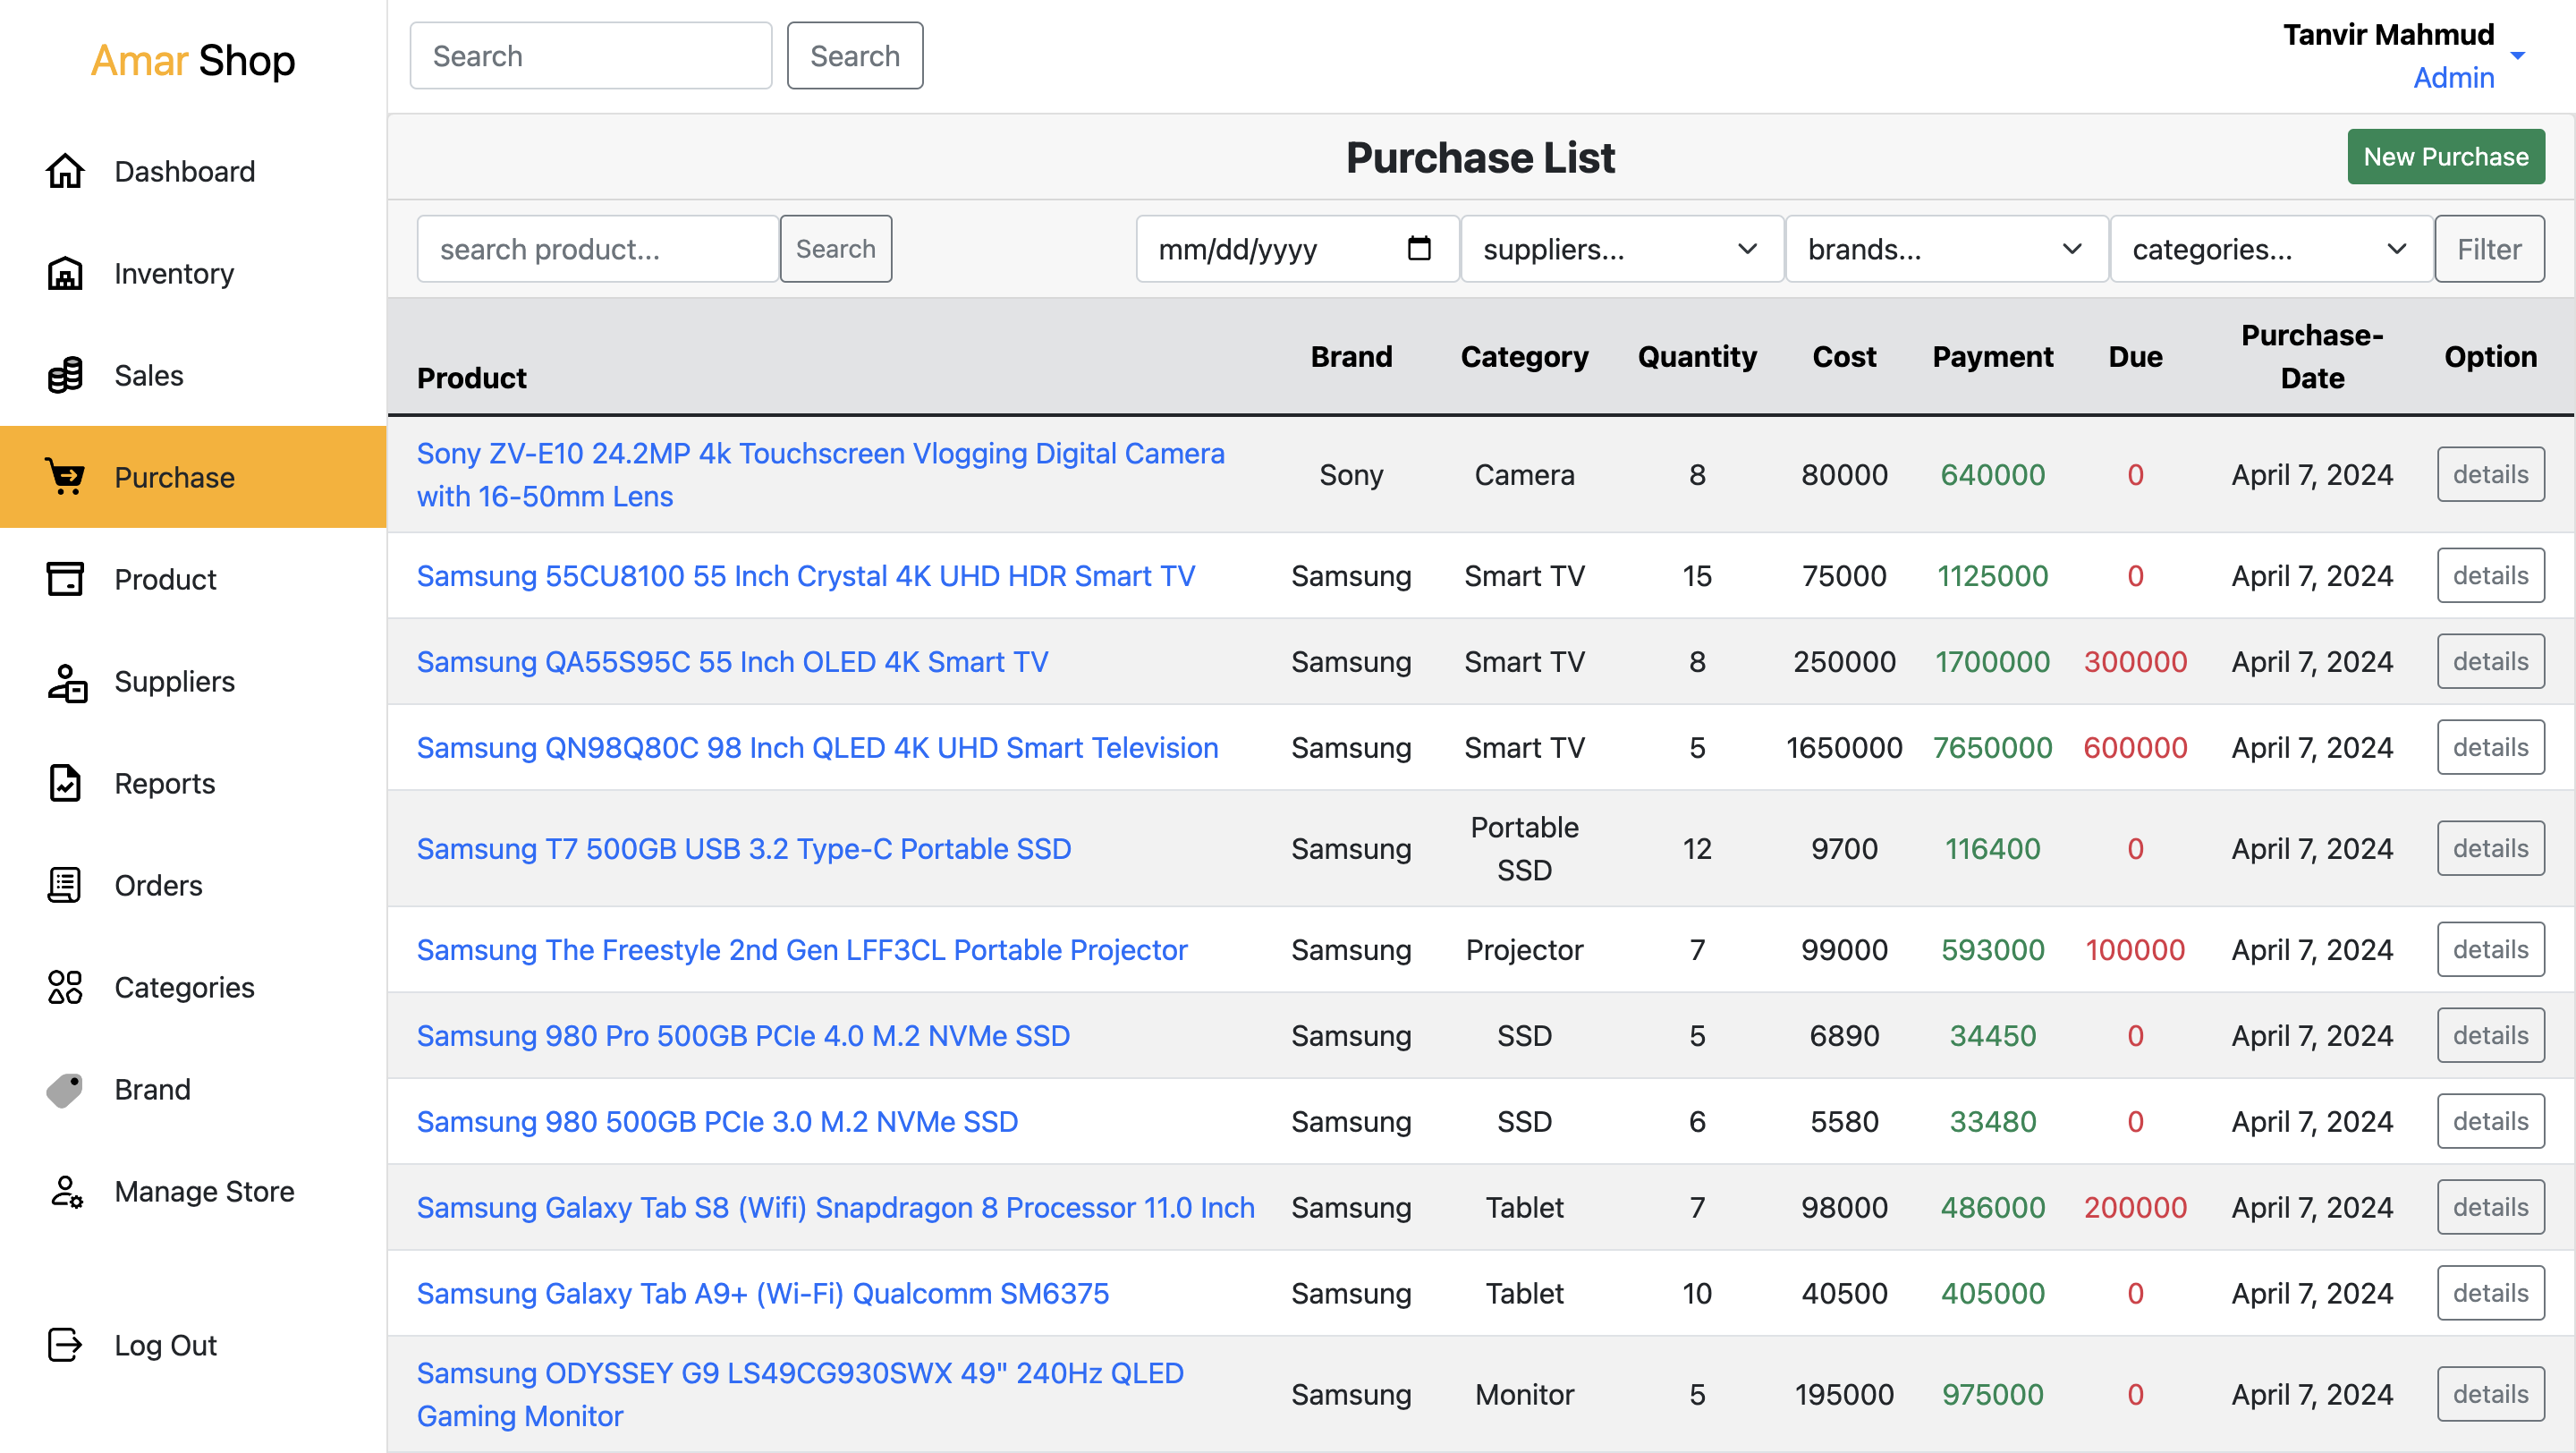 Amar Shop
Search
Search
Tanvir Mahmud
Admin
Dashboard
Inventory
Sales
Purchase
Product
Suppliers
Reports
Orders
Categories
Brand
Manage Store
Log Out
Purchase List
New Purchase
search product...
Search
mm/dd/yyyy
suppliers...
brands...
categories...
Filter
Product Brand Category Quantity Cost Payment Due Purchase-
Date Option
Sony ZV-E10 24.2MP 4k Touchscreen Vlogging Digital Camera
with 16-50mm Lens Sony Camera 8 80000 640000 0 April 7, 2024 details
Samsung 55CU8100 55 Inch Crystal 4K UHD HDR Smart TV Samsung Smart TV 15 75000 1125000 0 April 7, 2024 details
Samsung QA55S95C 55 Inch OLED 4K Smart TV Samsung Smart TV 8 250000 1700000 300000 April 7, 2024 details
Samsung QN98Q80C 98 Inch QLED 4K UHD Smart Television Samsung Smart TV 5 1650000 7650000 600000 April 7, 2024 details
Samsung T7 500GB USB 3.2 Type-C Portable SSD Samsung Portable
SSD 12 9700 116400 0 April 7, 2024 details
Samsung The Freestyle 2nd Gen LFF3CL Portable Projector Samsung Projector 7 99000 593000 100000 April 7, 2024 details
Samsung 980 Pro 500GB PCIe 4.0 M.2 NVMe SSD Samsung SSD 5 6890 34450 0 April 7, 2024 details
Samsung 980 500GB PCIe 3.0 M.2 NVMe SSD Samsung SSD 6 5580 33480 0 April 7, 2024 details
Samsung Galaxy Tab S8 (Wifi) Snapdragon 8 Processor 11.0 Inch Samsung Tablet 7 98000 486000 200000 April 7, 2024 details
Samsung Galaxy Tab A9+ (Wi-Fi) Qualcomm SM6375 Samsung Tablet 10 40500 405000 0 April 7, 2024 details
Samsung ODYSSEY G9 LS49CG930SWX 49" 240Hz QLED
Gaming Monitor Samsung Monitor 5 195000 975000 0 April 7, 2024 details